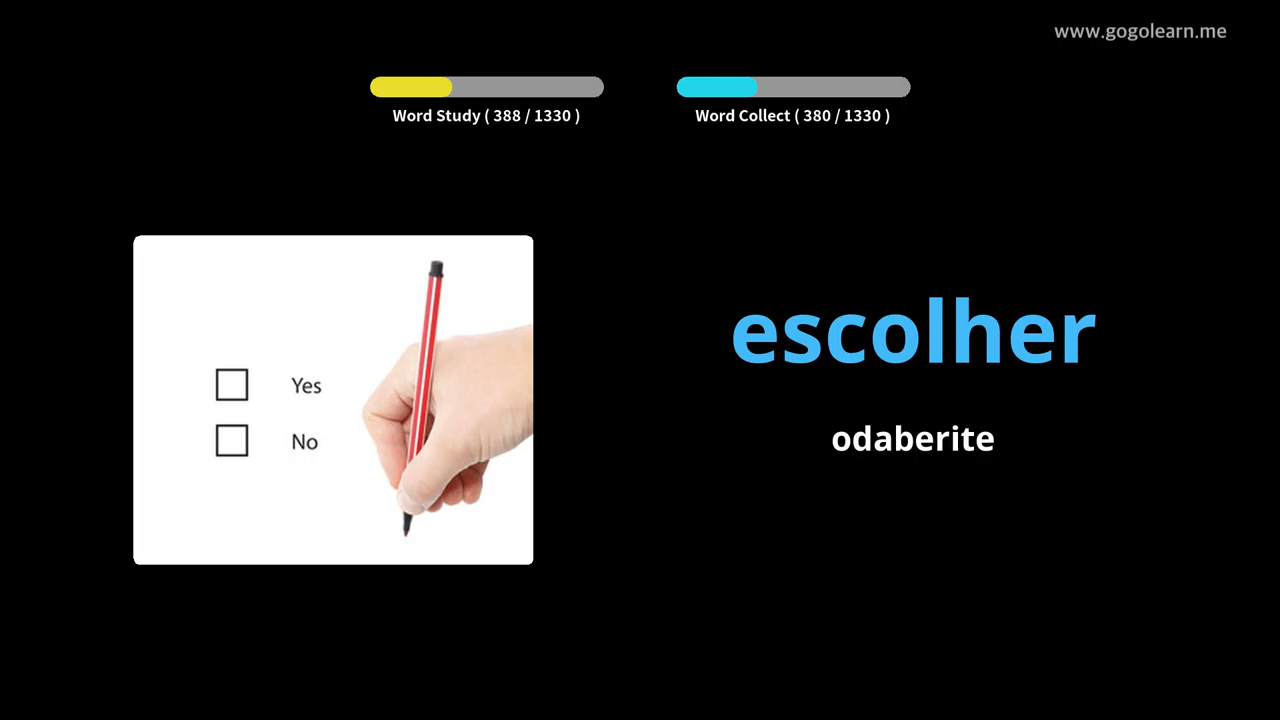 www.gogolearn.me
Word Study ( 388 / 1330 )
Word Collect ( 380 / 1330 )
Yes
No
escolher
odaberite